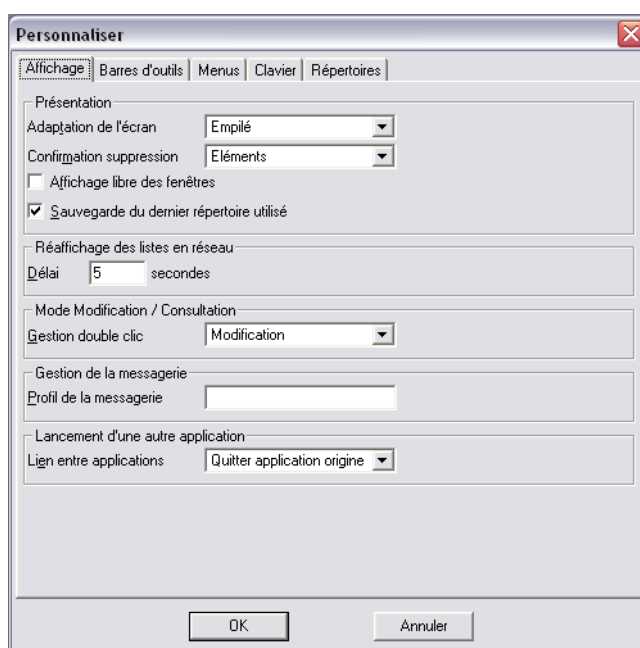 Personnaliser
Affichage Barres d'outils Menus Clavier Répertoires
Présentation
Adaptation de l'écran Empilé
Confirmation suppression Eléments
Affichage libre des fenêtres
Sauvegarde du dernier répertoire utilisé
Réaffichage des listes en réseau
Délai 5 secondes
Mode Modification / Consultation
Gestion double clic Modification
Gestion de la messagerie
Profil de la messagerie
Lancement d'une autre application
Lien entre applications Quitter application origine
OK Annuler